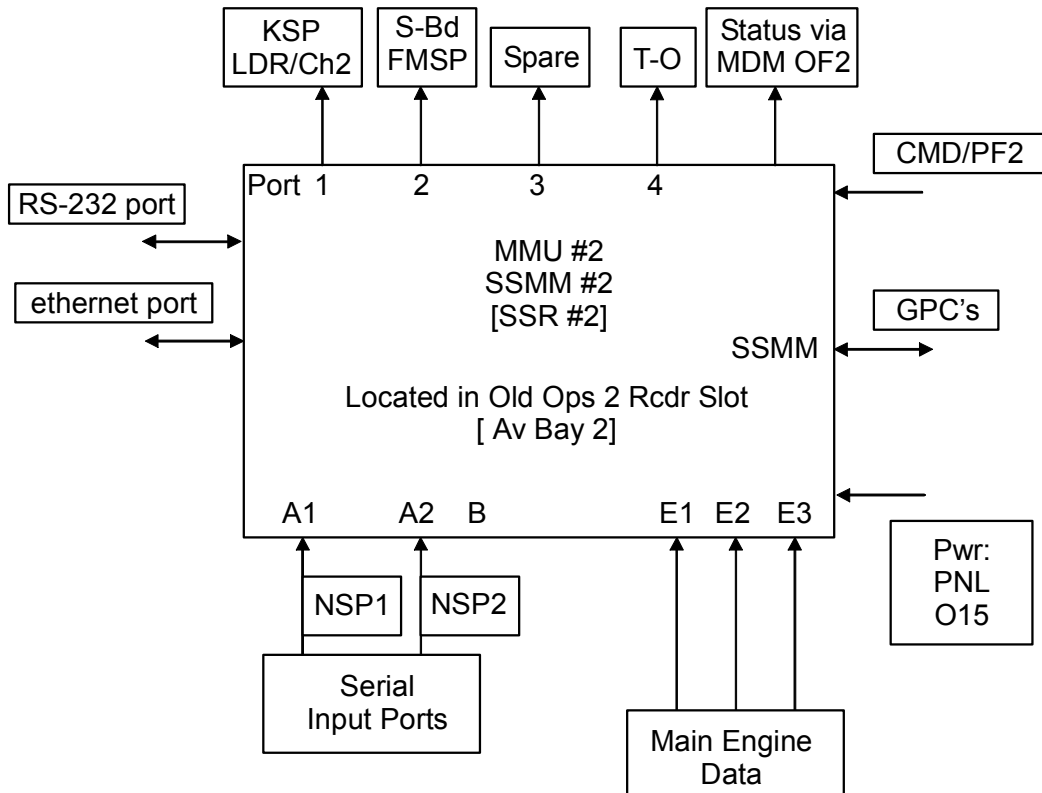 KSP
LDR/Ch2
S-Bd
FMSP
Spare
T-O
Status via
MDM OF2
CMD/PF2
Port 1 2 3 4
RS-232 port
ethernet port
MMU #2
SSMM #2
[SSR #2]
GPC's
SSMM
Located in Old Ops 2 Rcdr Slot
[ Av Bay 2]
A1 A2 B E1 E2 E3
Pwr:
PNL
O15
NSP1
NSP2
Serial
Input Ports
Main Engine
Data